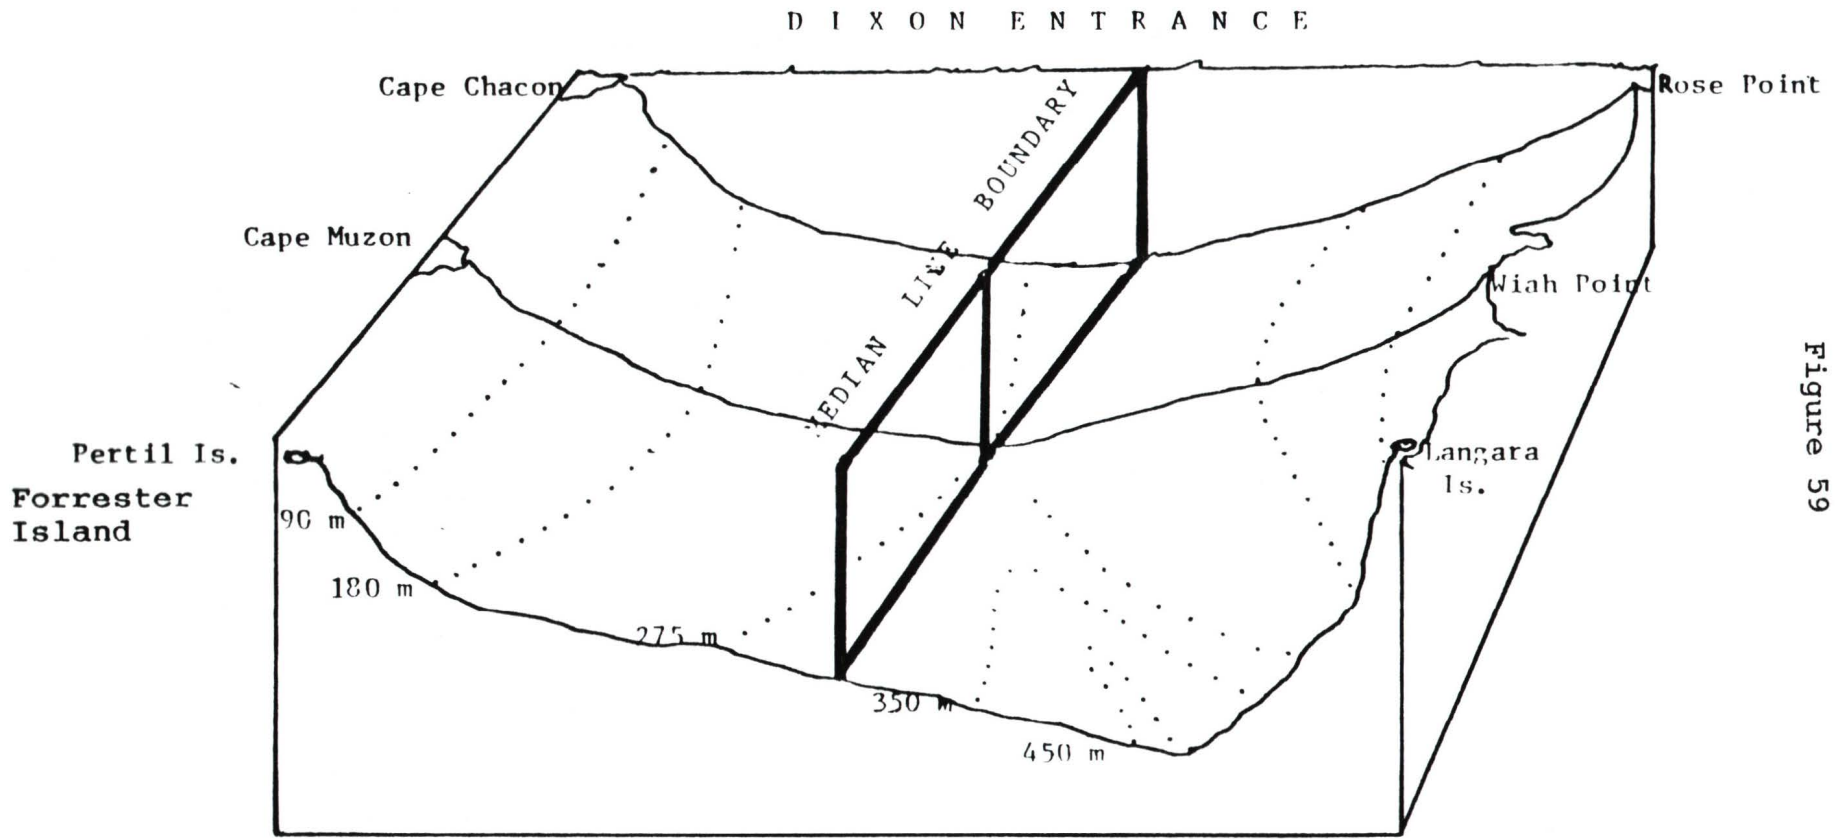 DIXON ENTRANCE
Cape Chacon
Rose Point
MEDIAN LINE BOUNDARY
Cape Muzon
Wiah Point
Pertil Is.
Forrester
Island
Langara
Is.
90 m
180 m
275 m
350 m
450 m
Figure 59